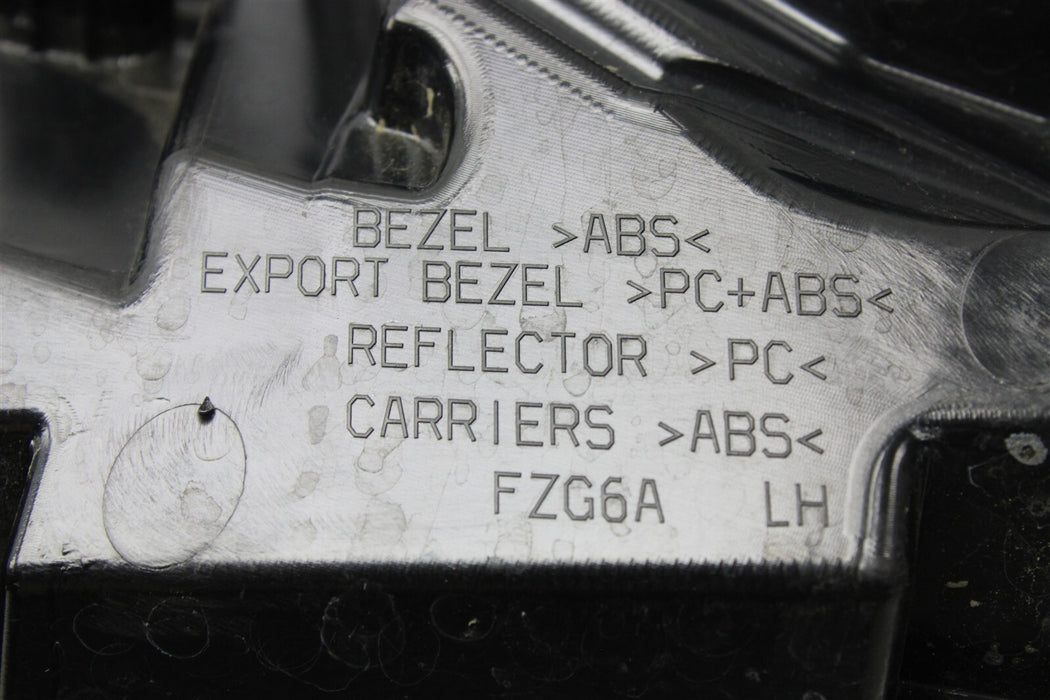 BEZEL >ABS<
EXPORT BEZEL >PC+ABS<
REFLECTOR >PC<
CARRIERS >ABS<
FZG6A LH